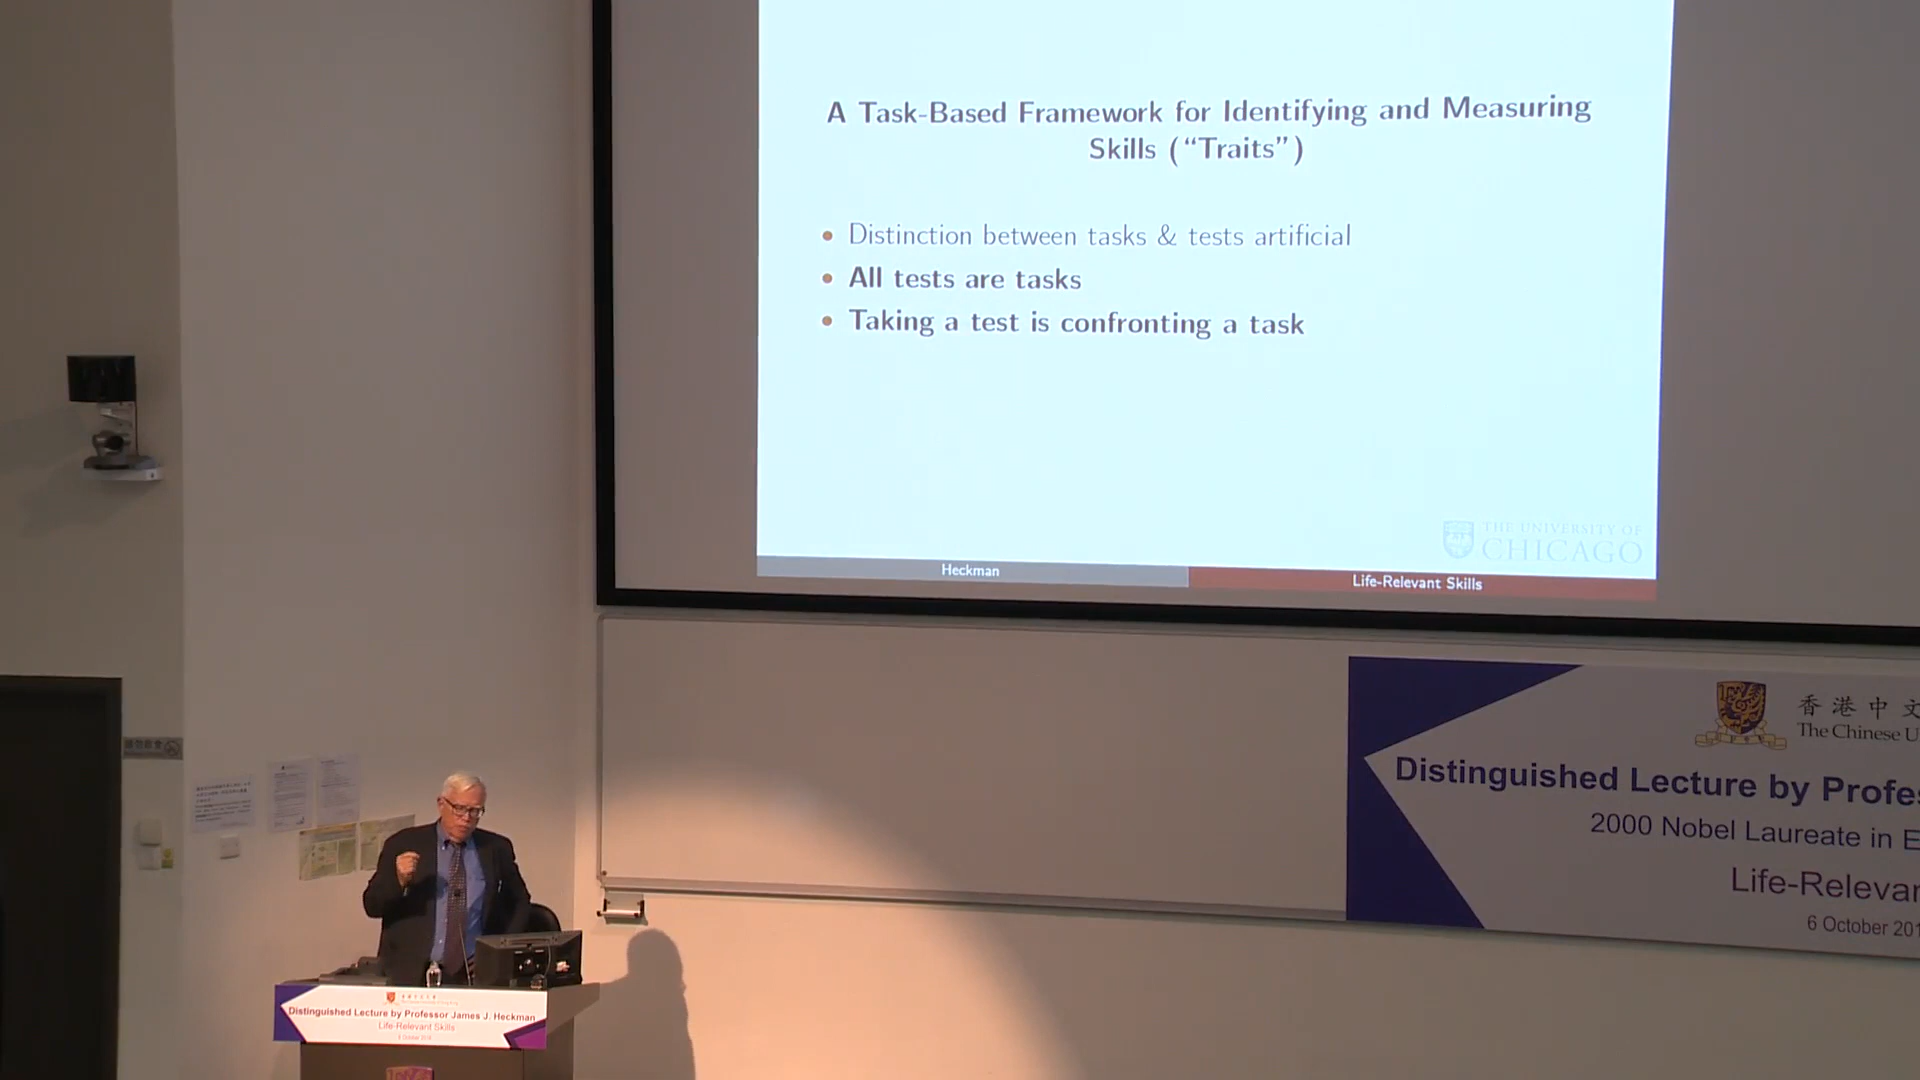 A Task-Based Framework for Identifying and Measuring
Skills (“Traits”)
Distinction between tasks & tests artificial
All tests are tasks
Taking a test is confronting a task
THE UNIVERSITY OF
CHICAGO
Heckman
Life-Relevant Skills
香港中文
The Chinese U
Distinguished Lecture by Profes
2000 Nobel Laureate in E
Life-Relevan
6 October 201
Distinguished Lecture by Professor James J. Heckman
Life-Relevant Skills